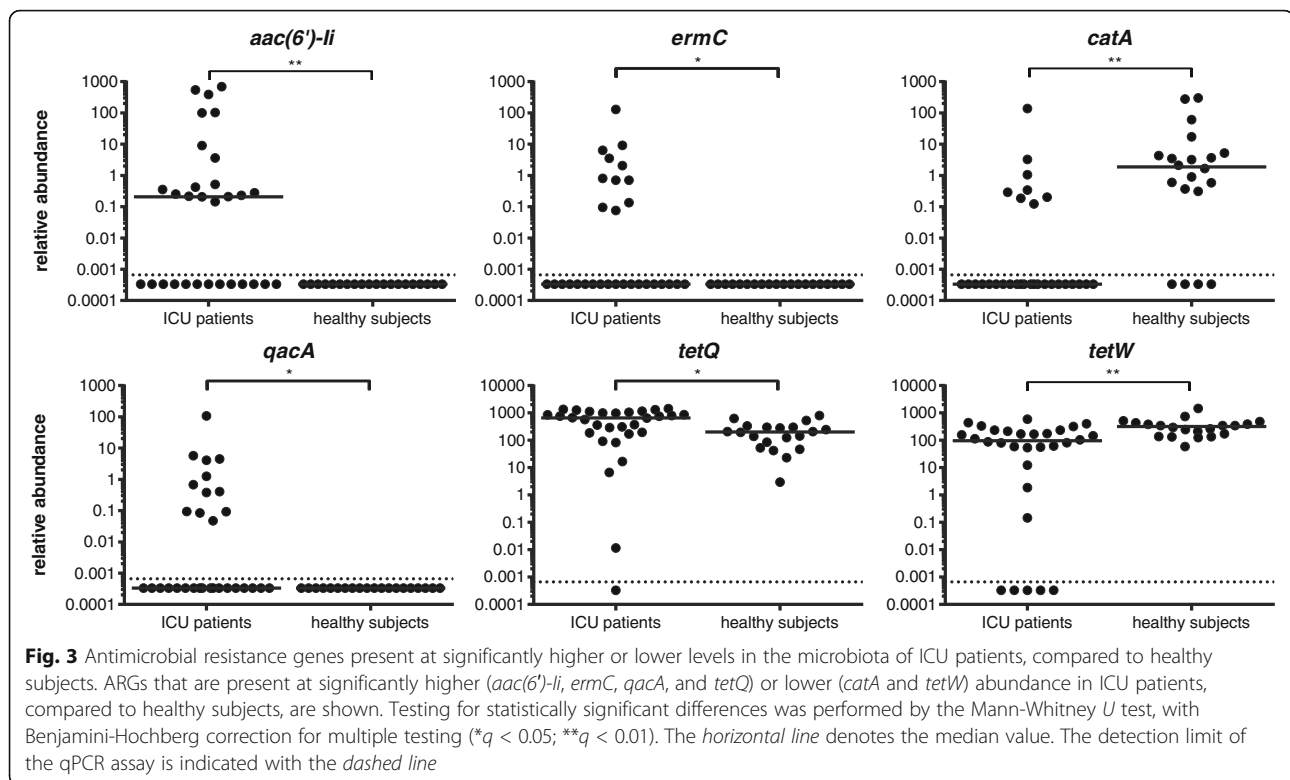 aac(6')-Ii ermC catA
** * **
relative abundance
1000 1000 1000
100 100 100
10 10 10
1 1 1
0.1 0.1 0.1
0.01 0.01 0.01
0.001 0.001 0.001
0.0001 0.0001 0.0001
ICU patients healthy subjects ICU patients healthy subjects ICU patients healthy subjects
qacA tetQ tetW
* * **
relative abundance
1000 10000 10000
100 1000 1000
10 100 100
1 10 10
0.1 1 1
0.01 0.1 0.1
0.001 0.01 0.01
0.0001 0.001 0.001
0.0001 0.0001
ICU patients healthy subjects ICU patients healthy subjects ICU patients healthy subjects
Fig. 3 Antimicrobial resistance genes present at significantly higher or lower levels in the microbiota of ICU patients, compared to healthy
subjects. ARGs that are present at significantly higher (aac(6')-Ii, ermC, qacA, and tetQ) or lower (catA and tetW) abundance in ICU patients,
compared to healthy subjects, are shown. Testing for statistically significant differences was performed by the Mann-Whitney U test, with
Benjamini-Hochberg correction for multiple testing (*q < 0.05; **q < 0.01). The horizontal line denotes the median value. The detection limit of
the qPCR assay is indicated with the dashed line